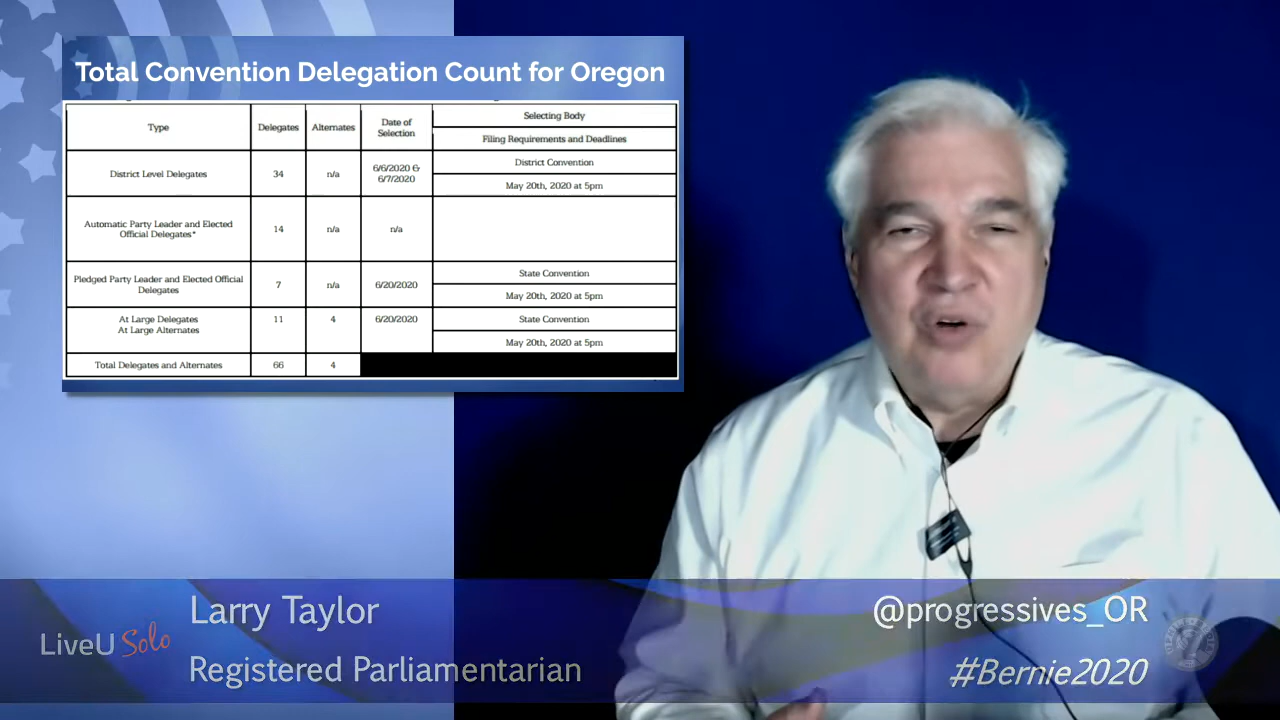 Total Convention Delegation Count for Oregon
Type
Delegates
Alternates
Date of
Selection
Selecting Body
Filing Requirements and Deadlines
District Level Delegates
34
n/a
6/6/2020 &
6/7/2020
District Convention
May 20th, 2020 at 5pm
Automatic Party Leader and Elected
Official Delegates*
14
n/a
n/a
Pledged Party Leader and Elected Official
Delegates
7
n/a
6/20/2020
State Convention
May 20th, 2020 at 5pm
At Large Delegates
At Large Alternates
11
4
6/20/2020
State Convention
May 20th, 2020 at 5pm
Total Delegates and Alternates
66
4
LiveU Solo
Larry Taylor
Registered Parliamentarian
@progressives_OR
#Bernie2020